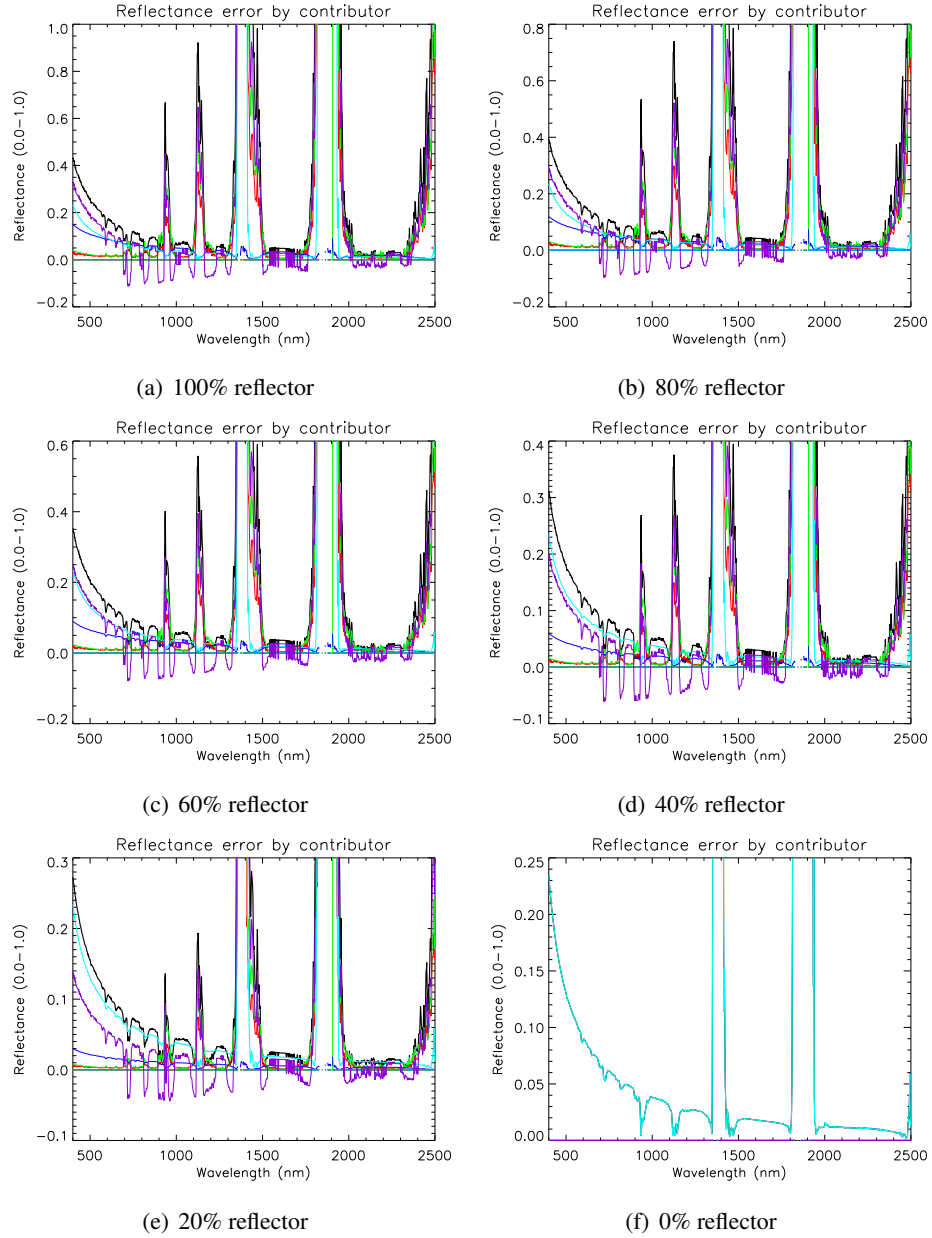 Reflectance error by contributor
Reflectance (0.0−1.0)
1.0
0.8
0.6
0.4
0.2
0.0
−0.2
500 1000 1500 2000 2500
Wavelength (nm)
(a) 100% reflector
Reflectance error by contributor
Reflectance (0.0−1.0)
0.8
0.6
0.4
0.2
0.0
−0.2
500 1000 1500 2000 2500
Wavelength (nm)
(b) 80% reflector
Reflectance error by contributor
Reflectance (0.0−1.0)
0.6
0.4
0.2
0.0
−0.2
500 1000 1500 2000 2500
Wavelength (nm)
(c) 60% reflector
Reflectance error by contributor
Reflectance (0.0−1.0)
0.4
0.3
0.2
0.1
0.0
−0.1
500 1000 1500 2000 2500
Wavelength (nm)
(d) 40% reflector
Reflectance error by contributor
Reflectance (0.0−1.0)
0.3
0.2
0.1
0.0
−0.1
500 1000 1500 2000 2500
Wavelength (nm)
(e) 20% reflector
Reflectance error by contributor
Reflectance (0.0−1.0)
0.25
0.20
0.15
0.10
0.05
0.00
500 1000 1500 2000 2500
Wavelength (nm)
(f) 0% reflector